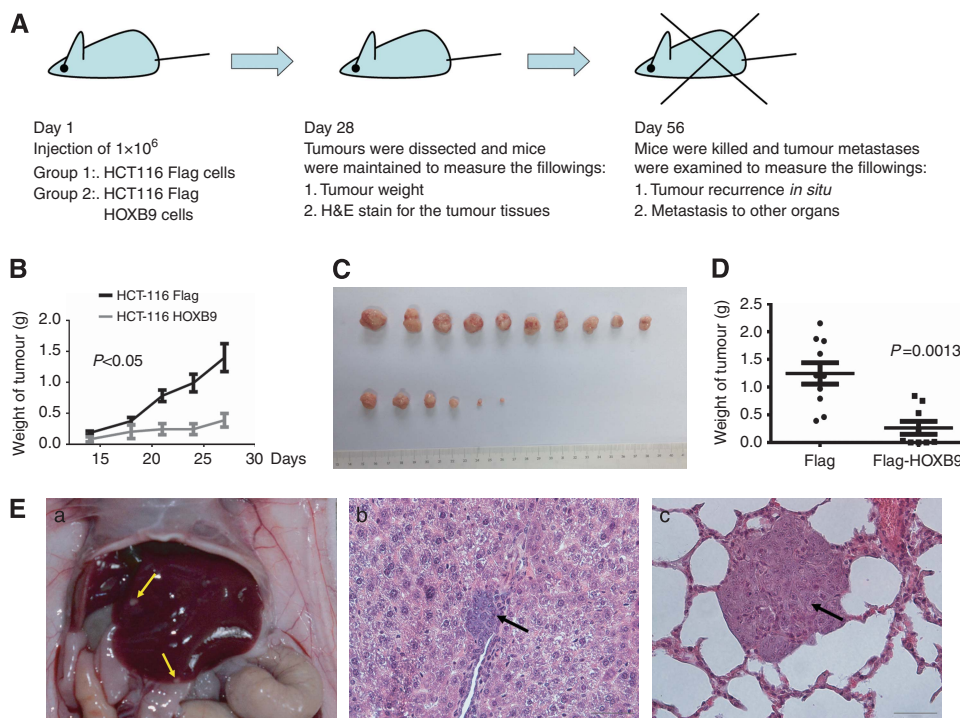 A
Day 1
Injection of 1×10⁶
Group 1:. HCT116 Flag cells
Group 2:. HCT116 Flag
HOXB9 cells
Day 28
Tumours were dissected and mice
were maintained to measure the fillowings:
1. Tumour weight
2. H&E stain for the tumour tissues
Day 56
Mice were killed and tumour metastases
were examined to measure the fillowings:
1. Tumour recurrence in situ
2. Metastasis to other organs
B
HCT-116 Flag
HCT-116 HOXB9
Weight of tumour (g)
2.0
1.5
1.0
0.5
0.0
P<0.05
15 20 25 30 Days
C
D
Weight of tumour (g)
2.5
2.0
1.5
1.0
0.5
0.0
P=0.0013
Flag Flag-HOXB9
E
a
b
c